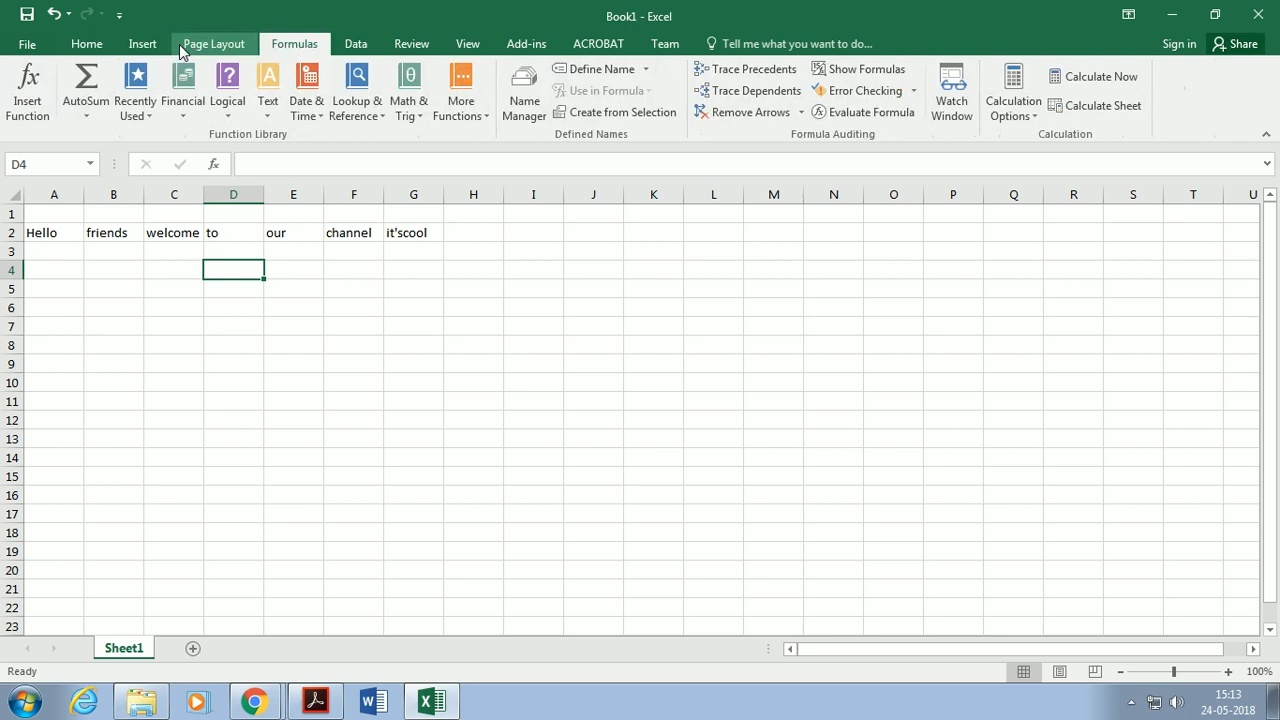 Book1 - Excel
File Home Insert Page Layout Formulas Data Review View Add-ins ACROBAT Team Tell me what you want to do... Sign in Share
Insert Function
AutoSum
Recently Used
Financial
Logical
Text
Date & Time
Lookup & Reference
Math & Trig
More Functions
Function Library
Name Manager
Define Name
Use in Formula
Create from Selection
Defined Names
Trace Precedents
Trace Dependents
Remove Arrows
Show Formulas
Error Checking
Evaluate Formula
Formula Auditing
Watch Window
Calculation Options
Calculate Now
Calculate Sheet
Calculation
D4 fx
A B C D E F G H I J K L M N O P Q R S T U
1
2 Hello friends welcome to our channel it'scool
3
4
5
6
7
8
9
10
11
12
13
14
15
16
17
18
19
20
21
22
23
Sheet1
Ready 100%
15:13
24-05-2018